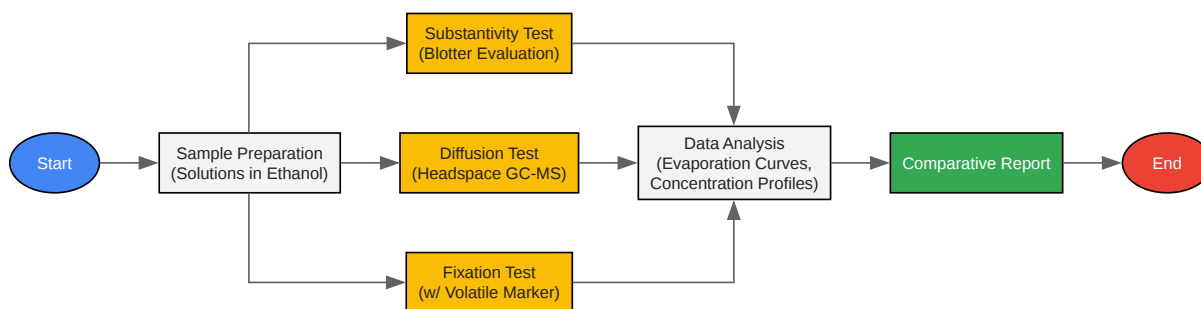 Start
Sample Preparation
(Solutions in Ethanol)
Substantivity Test
(Blotter Evaluation)
Diffusion Test
(Headspace GC-MS)
Fixation Test
(w/ Volatile Marker)
Data Analysis
(Evaporation Curves,
Concentration Profiles)
Comparative Report
End